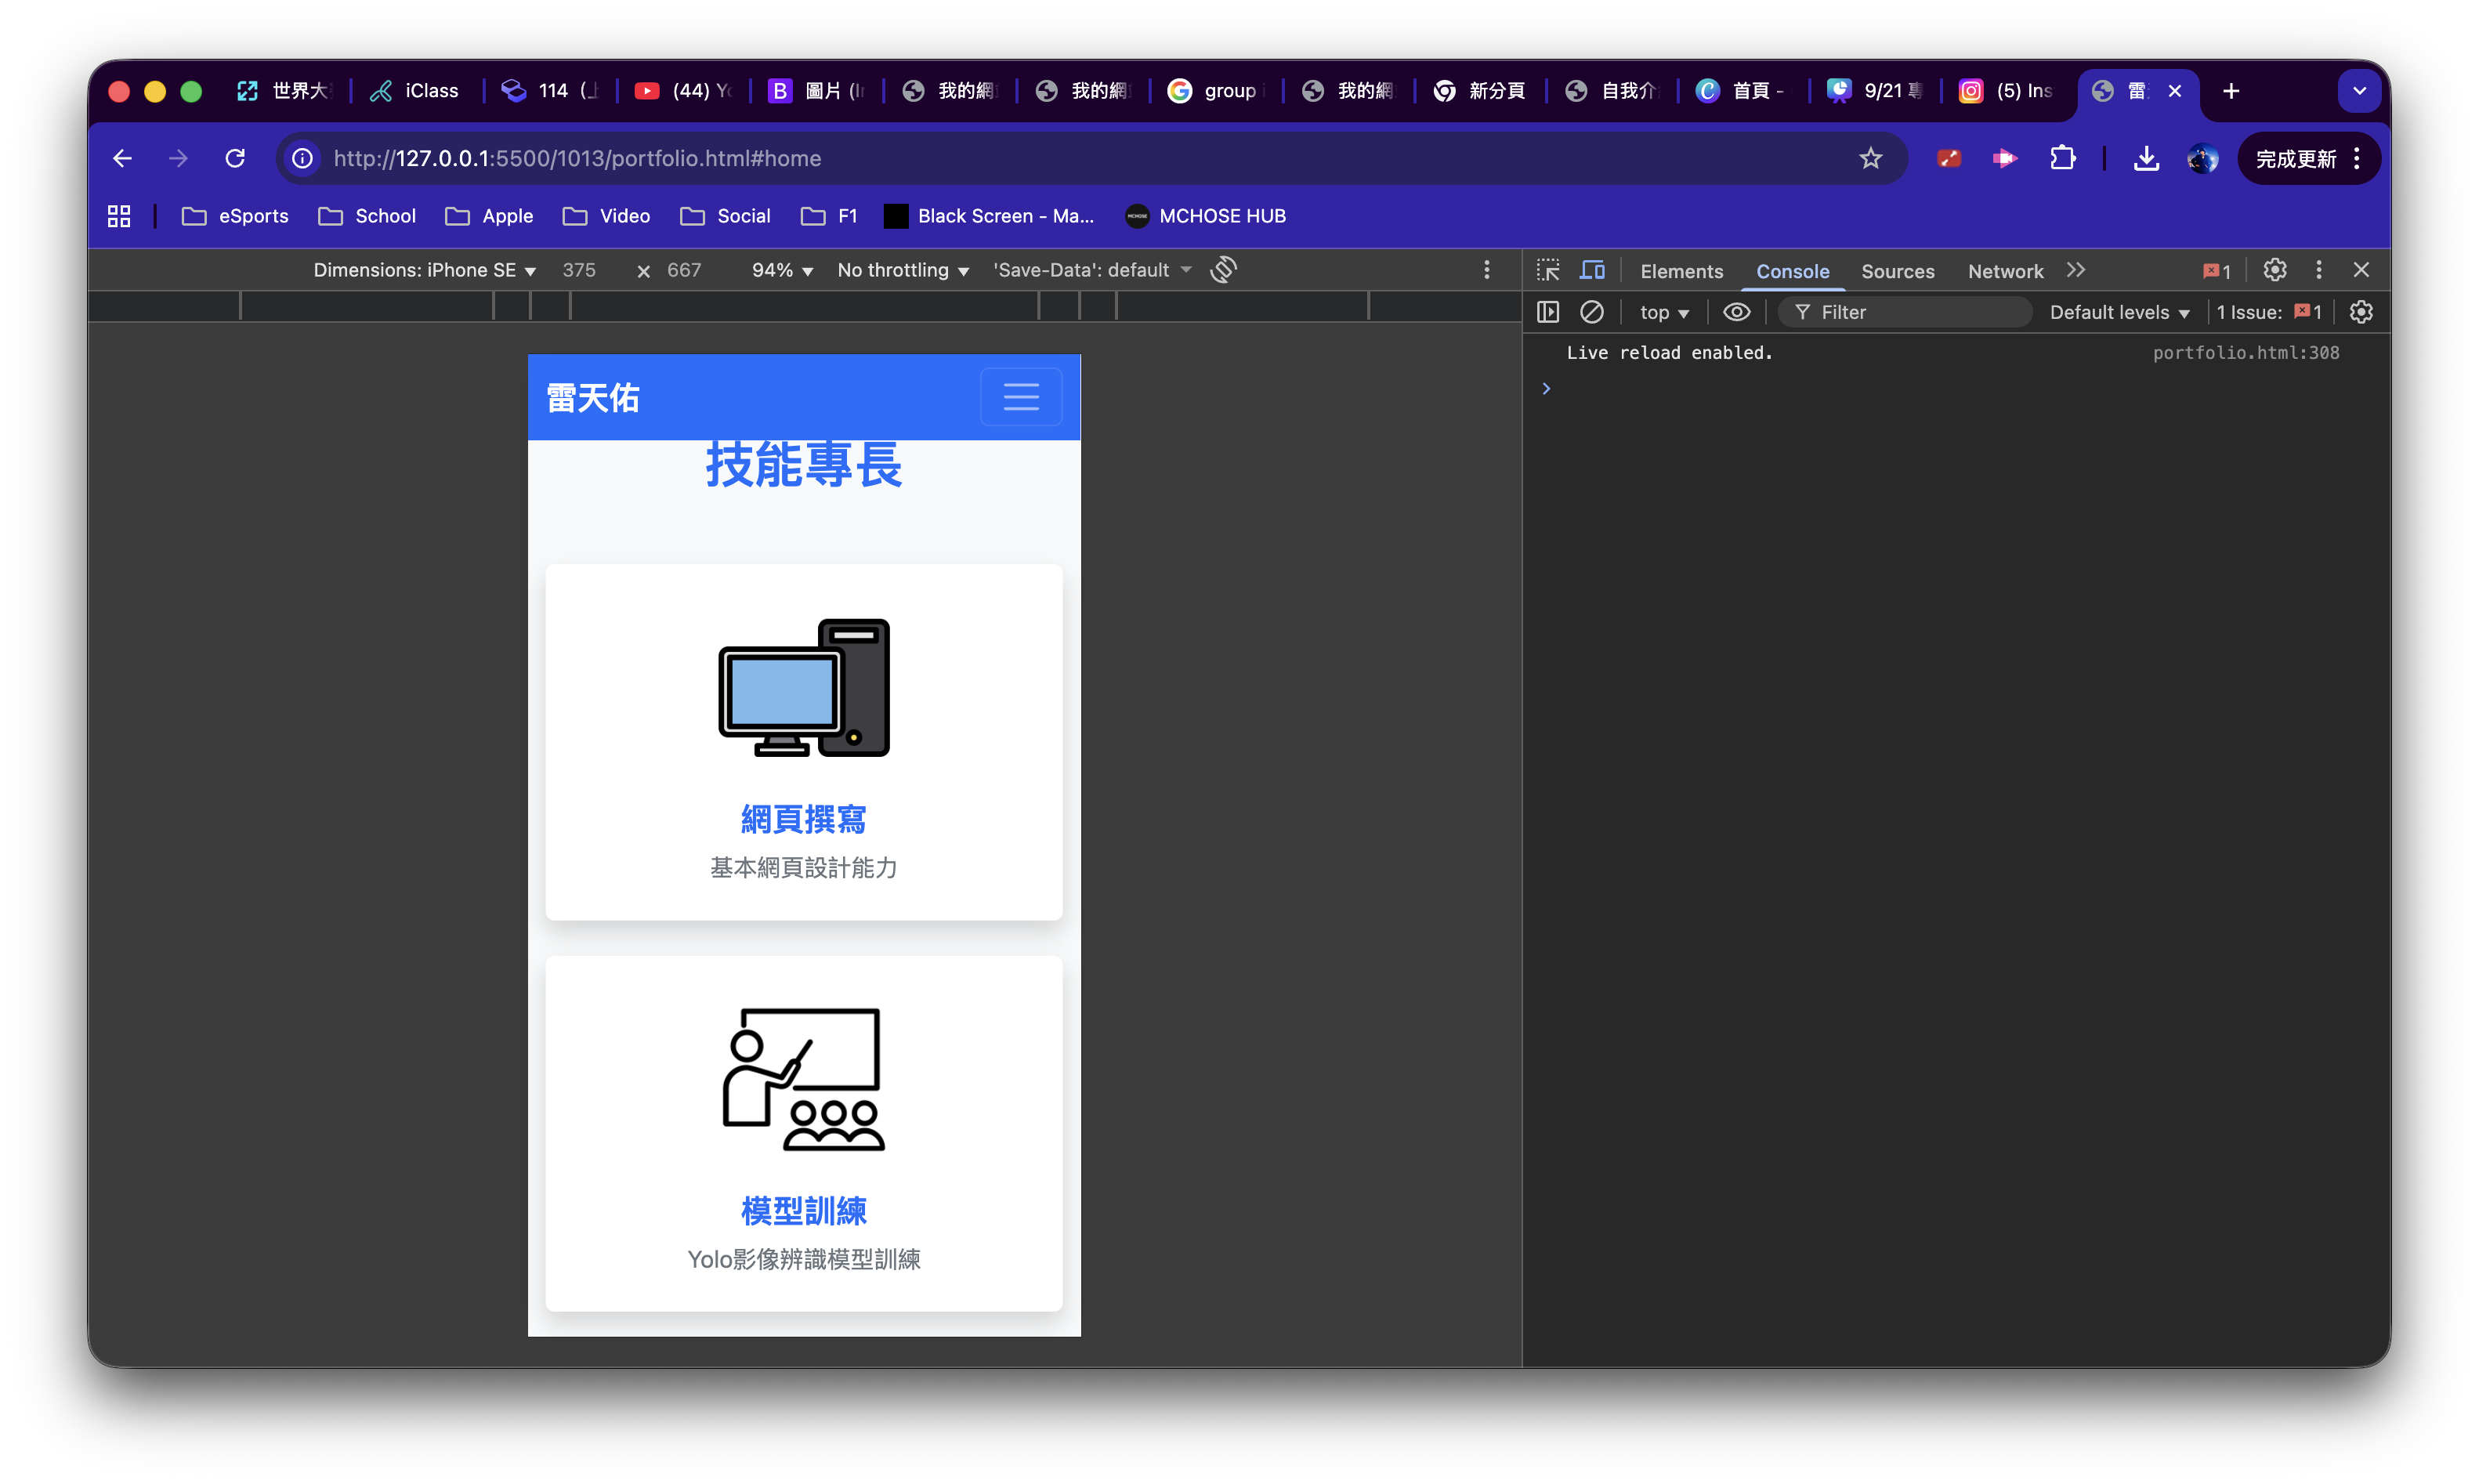 世界大
iClass
114 (上
(44) Yo
圖片 (I
我的網
我的網
group
我的網
新分頁
自我介
首頁 -
9/21 專
(5) Ins
雷
http://127.0.0.1:5500/1013/portfolio.html#home
完成更新
eSports
School
Apple
Video
Social
F1
Black Screen - Ma...
MCHOSE HUB
Dimensions: iPhone SE
375
x
667
94%
No throttling
'Save-Data': default
Elements
Console
Sources
Network
1
top
Filter
Default levels
1 Issue:
1
Live reload enabled.
portfolio.html:308
雷天佑
技能專長
網頁撰寫
基本網頁設計能力
模型訓練
Yolo影像辨識模型訓練